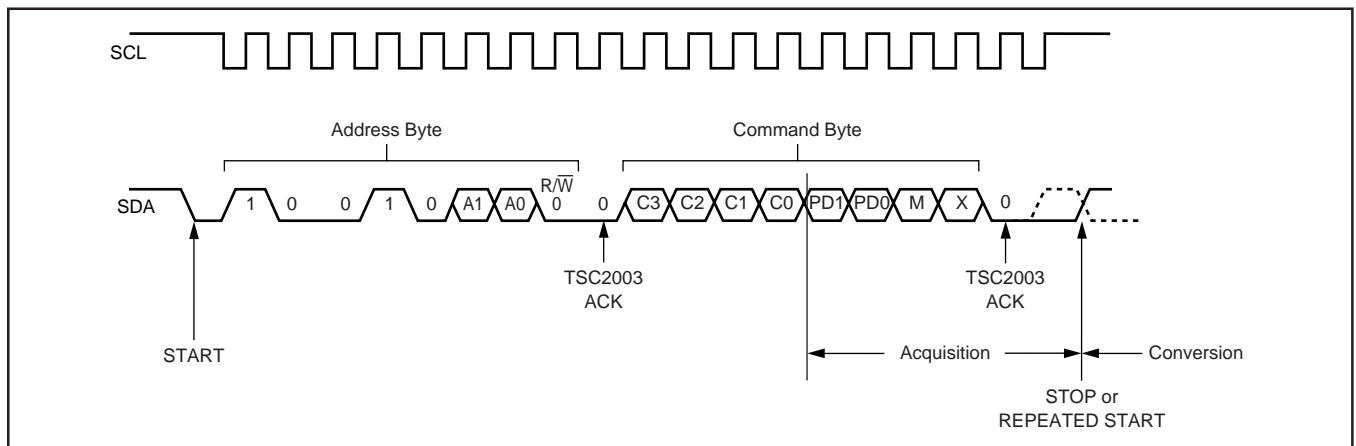 SCL
Address Byte
Command Byte
SDA
1
0
0
1
0
A1
A0
R/W̅
0
0
C3
C2
C1
C0
PD1
PD0
M
X
0
TSC2003
ACK
TSC2003
ACK
START
Acquisition
Conversion
STOP or
REPEATED START